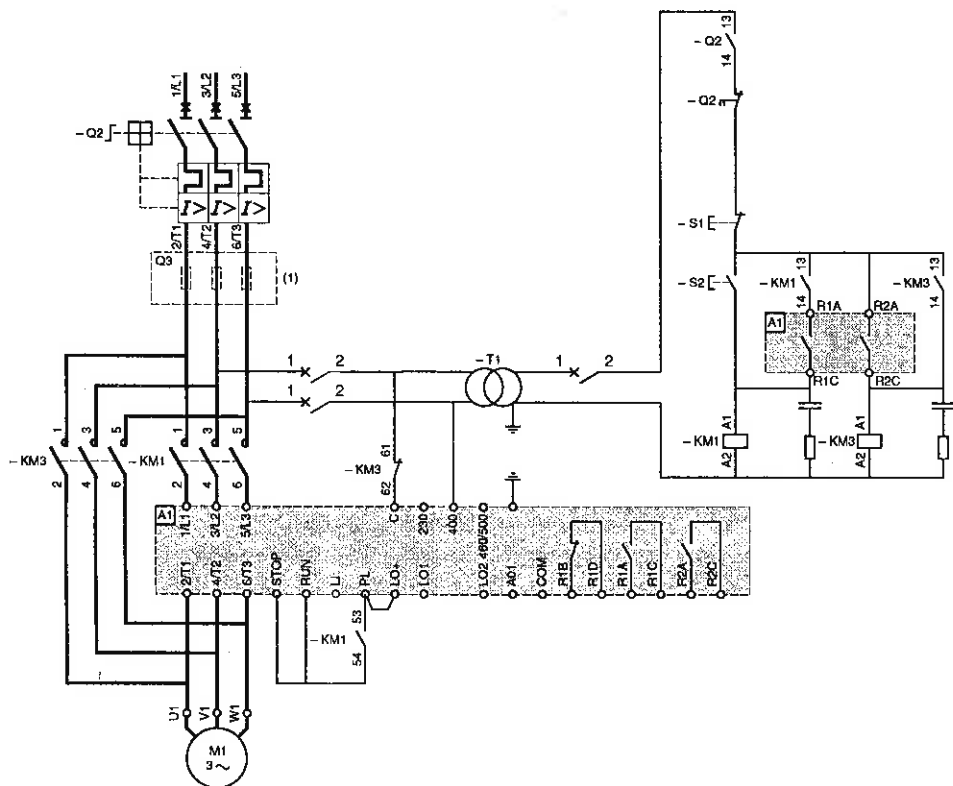 13
-Q2
14
-Q2
1/L1
3/L2
5/L3
-Q2
I>
I>
I>
2/T1
4/T2
6/T3
Q3
(1)
-S1
-S2
-KM1
13
14
R1A
R2A
-KM3
13
14
A1
R1C
R2C
1
2
-T1
1
2
1
2
-KM1
A1
A2
-KM3
A1
A2
1
3
5
1
3
5
-KM3
-KM1
2
4
6
2
4
6
-KM3
61
62
A1
1/L1
3/L2
5/L3
C
230
400
460/500
2/T1
4/T2
6/T3
STOP
RUN
LI
PL
LO+
LO1
LO2
A01
COM
R1B
R1D
R1A
R1C
R2A
R2C
-KM1
53
54
U1
V1
W1
M1
3~